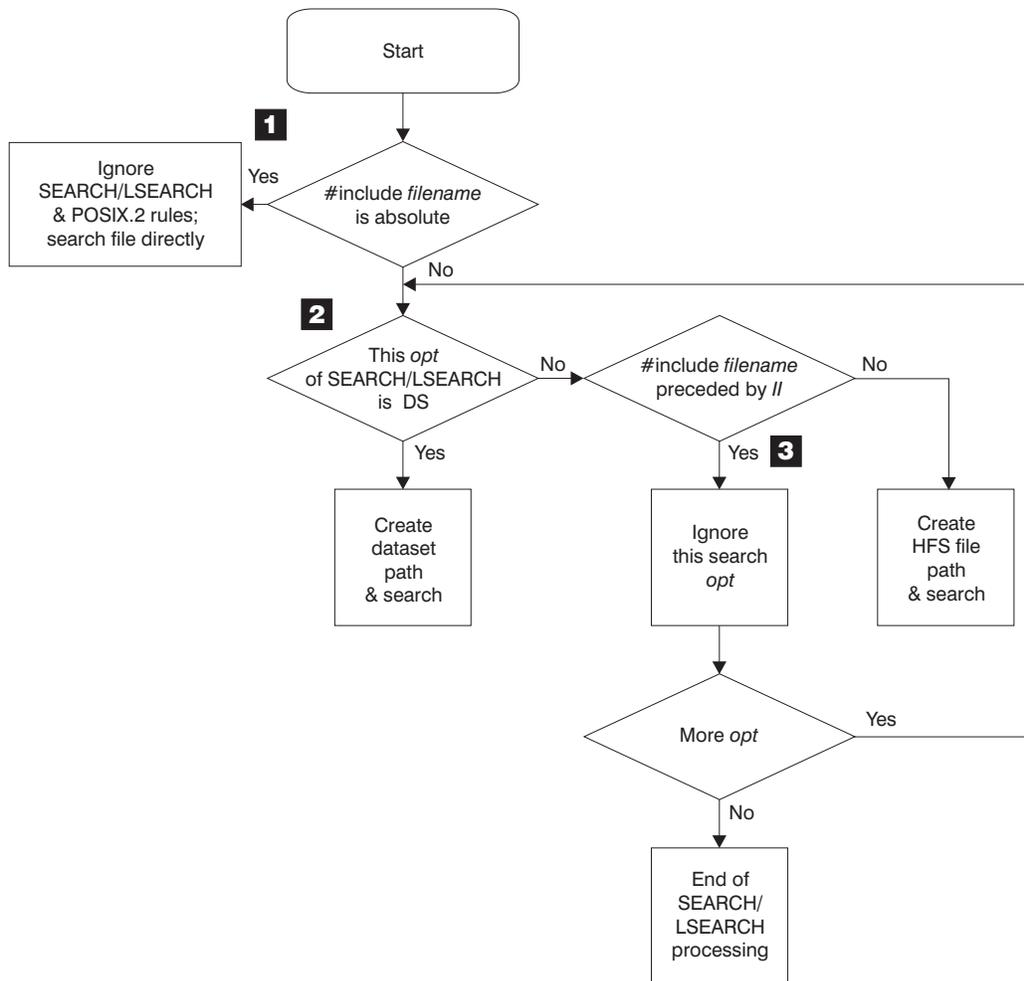 Start
1
Ignore
SEARCH/LSEARCH
& POSIX.2 rules;
search file directly
Yes
#include filename
is absolute
No
2
This opt
of SEARCH/LSEARCH
is DS
No
#include filename
preceded by //
No
Yes
Yes
3
Create
dataset
path
& search
Ignore
this search
opt
Create
HFS file
path
& search
More opt
Yes
No
End of
SEARCH/
LSEARCH
processing